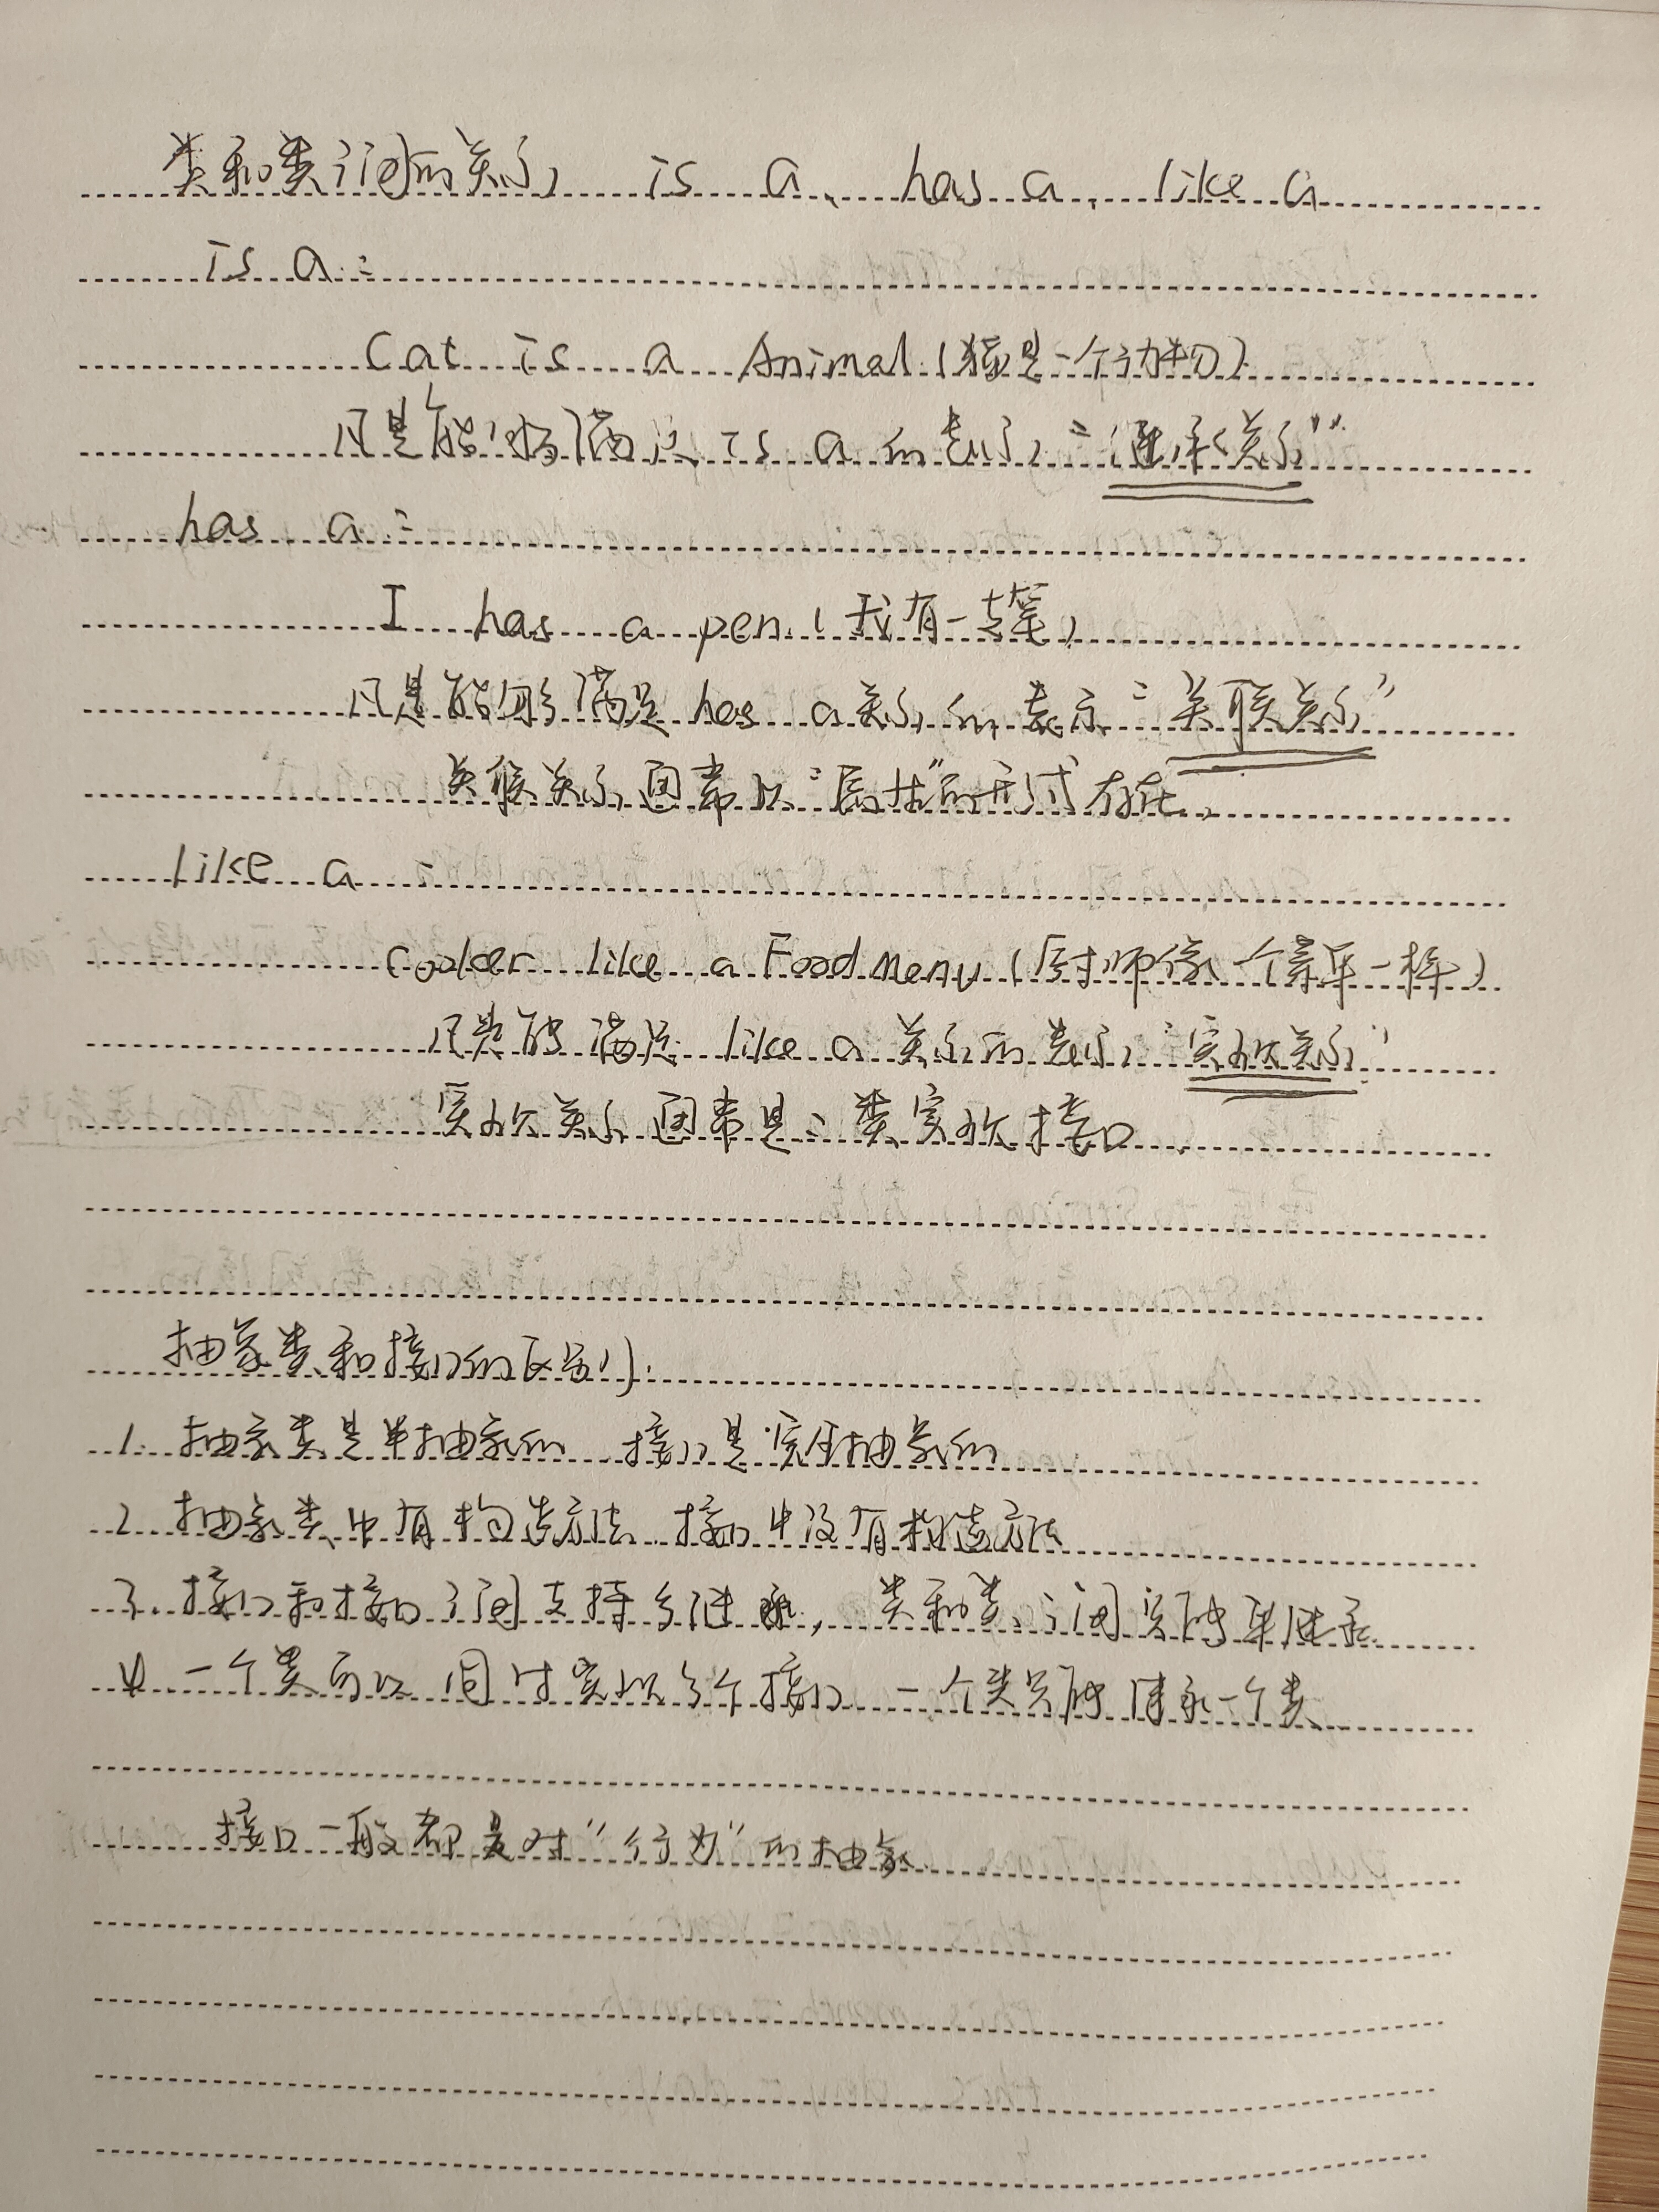 类和类之间的关系 is a、has a、like a
is a:
Cat is a Animal(猫是一个动物)
凡是能够满足 is a 的表示"继承关系"
has a:
I has a pen(我有一支笔)
凡是能够满足 has a 关系的表示"关联关系"
关联关系通常以"属性"的形式存在.
like a:
Cooker like a FoodMenu(厨师像一个菜单一样)
凡是能满足 like a 关系的表示"实现关系"
实现关系通常是:类实现接口.
抽象类和接口的区别:
1. 抽象类是半抽象的 接口是完全抽象的
2. 抽象类中有构造方法 接口中没有构造方法
3. 接口和接口之间支持多继承, 类和类之间只能单继承
4. 一个类可以同时实现多个接口 一个类只能继承一个类
接口一般都是对"行为"的抽象